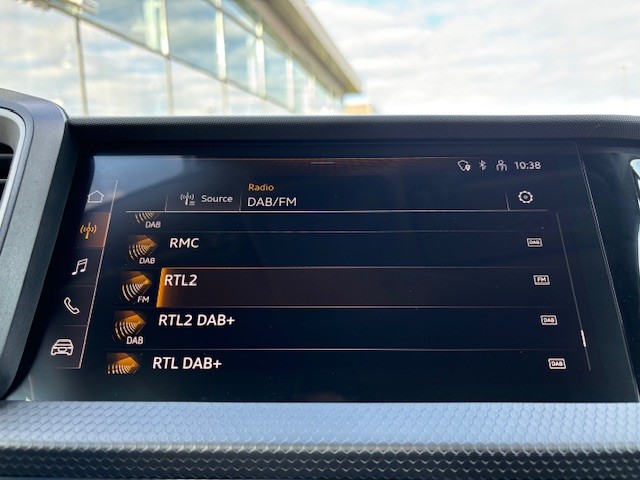 10:38
Radio
Source DAB/FM
DAB
RMC DAB
DAB
RTL2 FM
FM
RTL2 DAB+ DAB
DAB
RTL DAB+ DAB